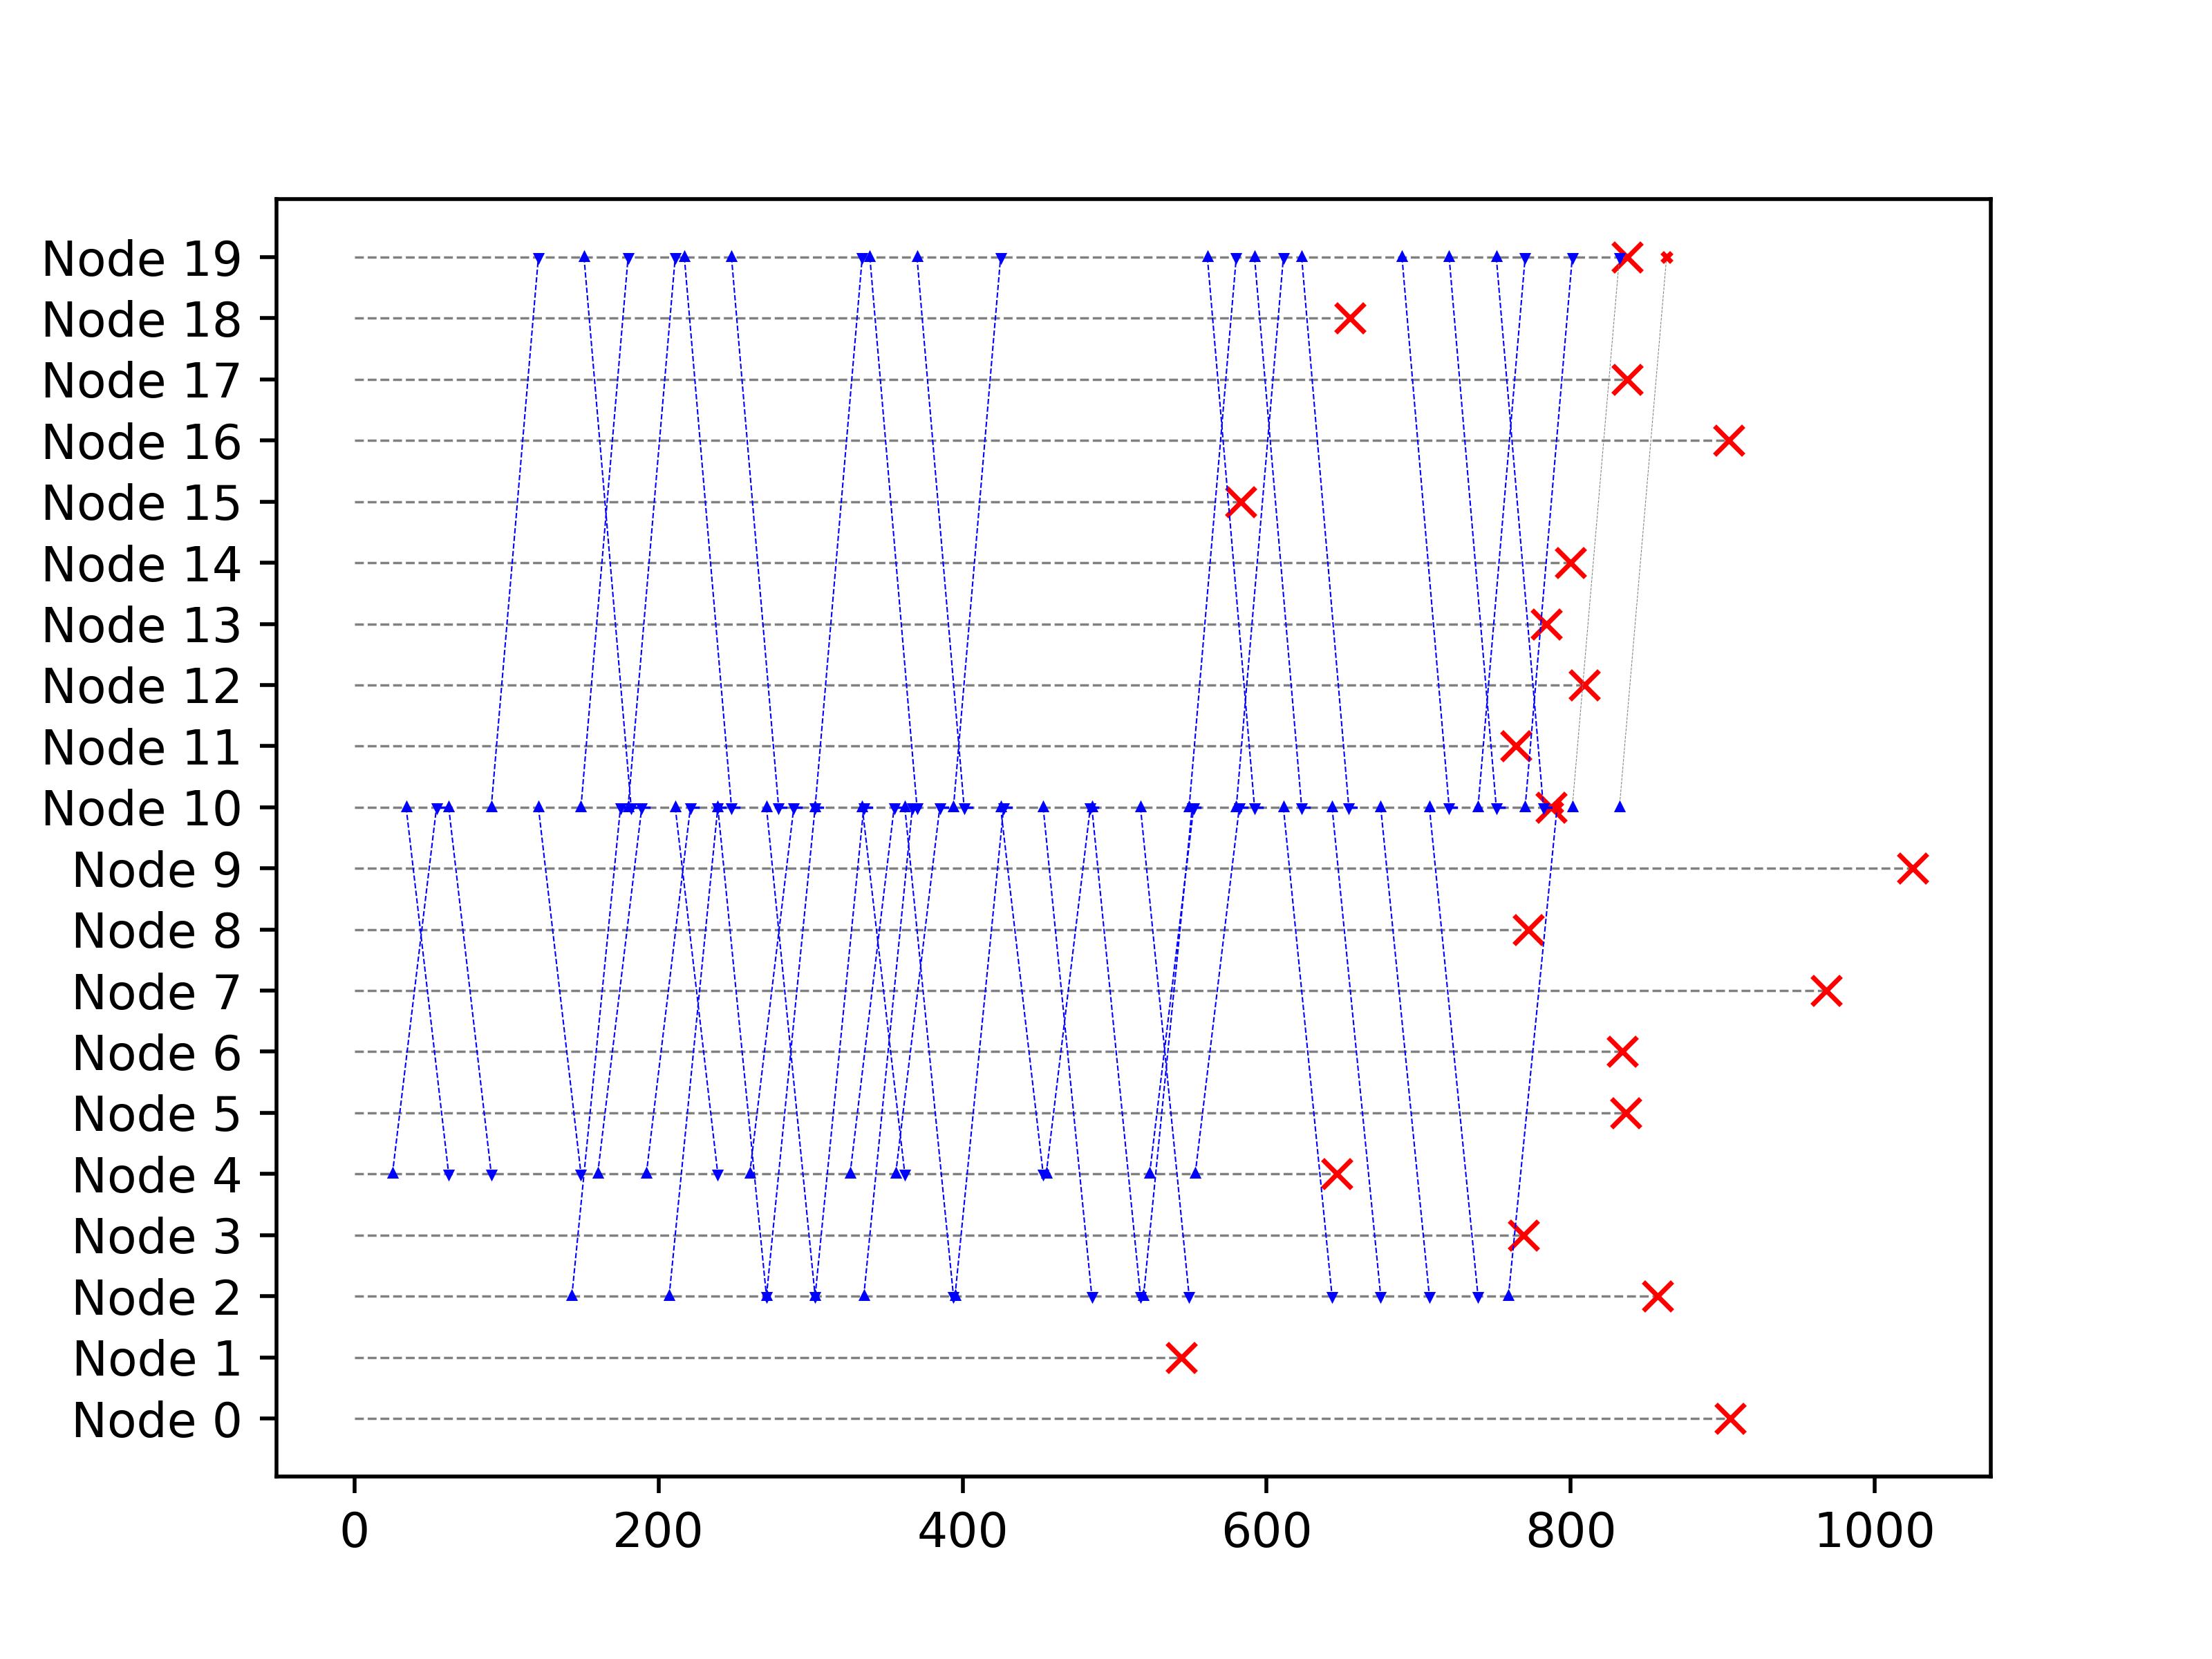 Node 19
Node 18
Node 17
Node 16
Node 15
Node 14
Node 13
Node 12
Node 11
Node 10
Node 9
Node 8
Node 7
Node 6
Node 5
Node 4
Node 3
Node 2
Node 1
Node 0
0 200 400 600 800 1000